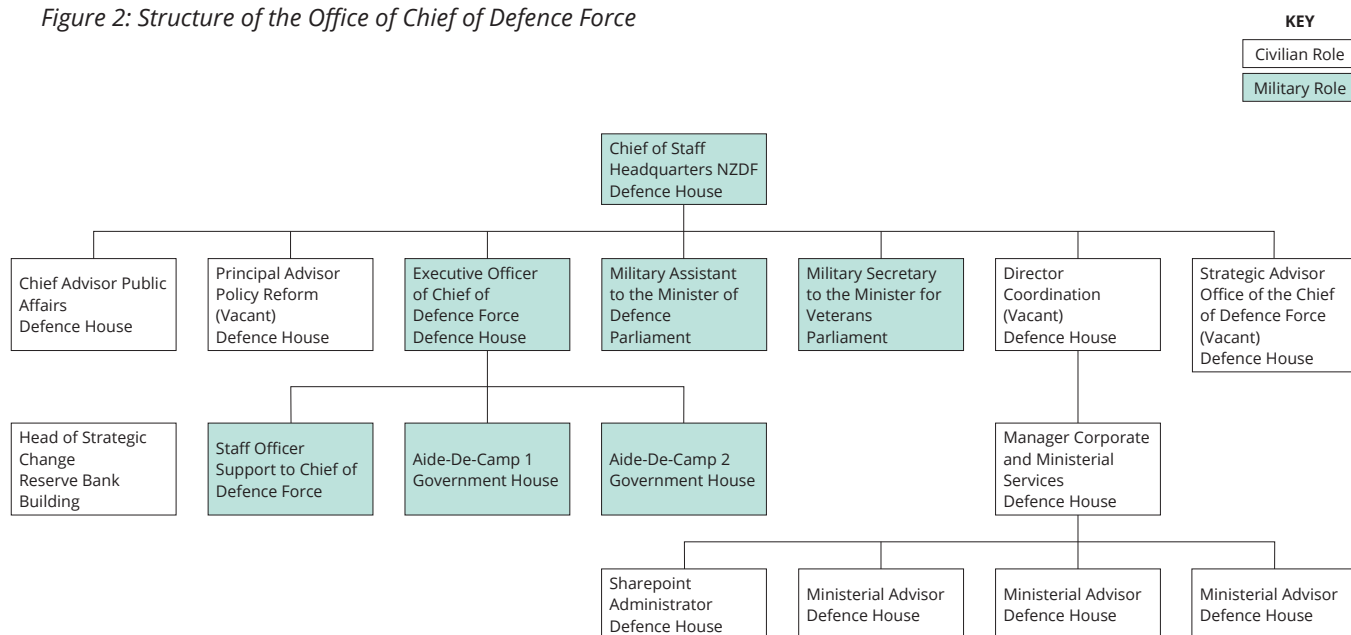 Figure 2: Structure of the Office of Chief of Defence Force
KEY
Civilian Role
Military Role
Chief of Staff
Headquarters NZDF
Defence House
Chief Advisor Public
Affairs
Defence House
Principal Advisor
Policy Reform
(Vacant)
Defence House
Executive Officer
of Chief of
Defence Force
Defence House
Military Assistant
to the Minister of
Defence
Parliament
Military Secretary
to the Minister for
Veterans
Parliament
Director
Coordination
(Vacant)
Defence House
Strategic Advisor
Office of the Chief
of Defence Force
(Vacant)
Defence House
Head of Strategic
Change
Reserve Bank
Building
Staff Officer
Support to Chief of
Defence Force
Aide-De-Camp 1
Government House
Aide-De-Camp 2
Government House
Manager Corporate
and Ministerial
Services
Defence House
Sharepoint
Administrator
Defence House
Ministerial Advisor
Defence House
Ministerial Advisor
Defence House
Ministerial Advisor
Defence House